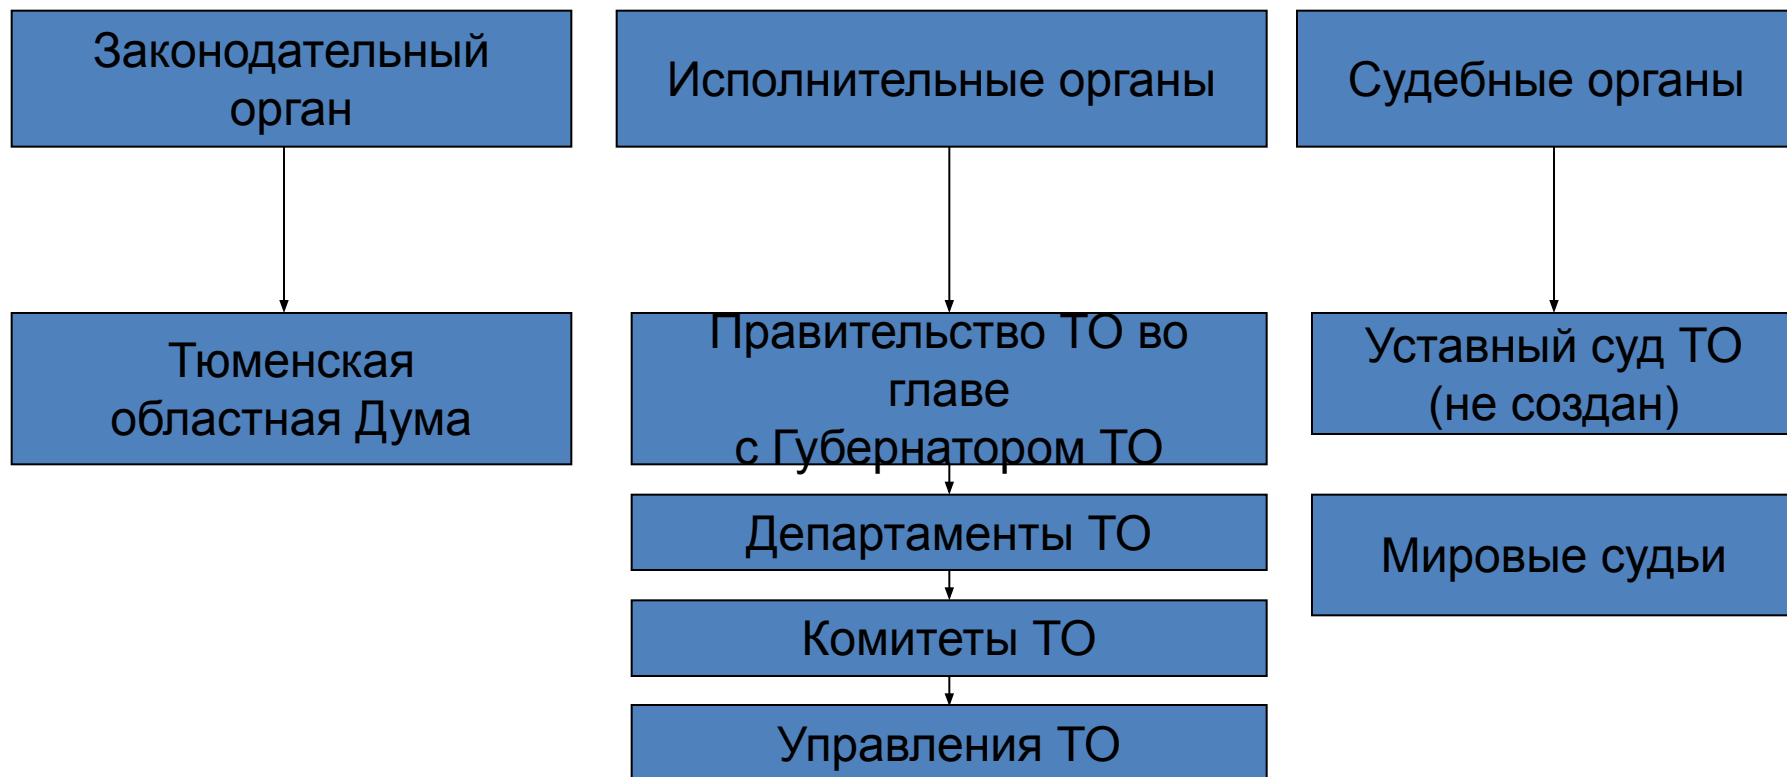 Законодательный
орган
Исполнительные органы
Судебные органы
Тюменская
областная Дума
Правительство ТО во
главе
с Губернатором ТО
Уставный суд ТО
(не создан)
Департаменты ТО
Мировые судьи
Комитеты ТО
Управления ТО